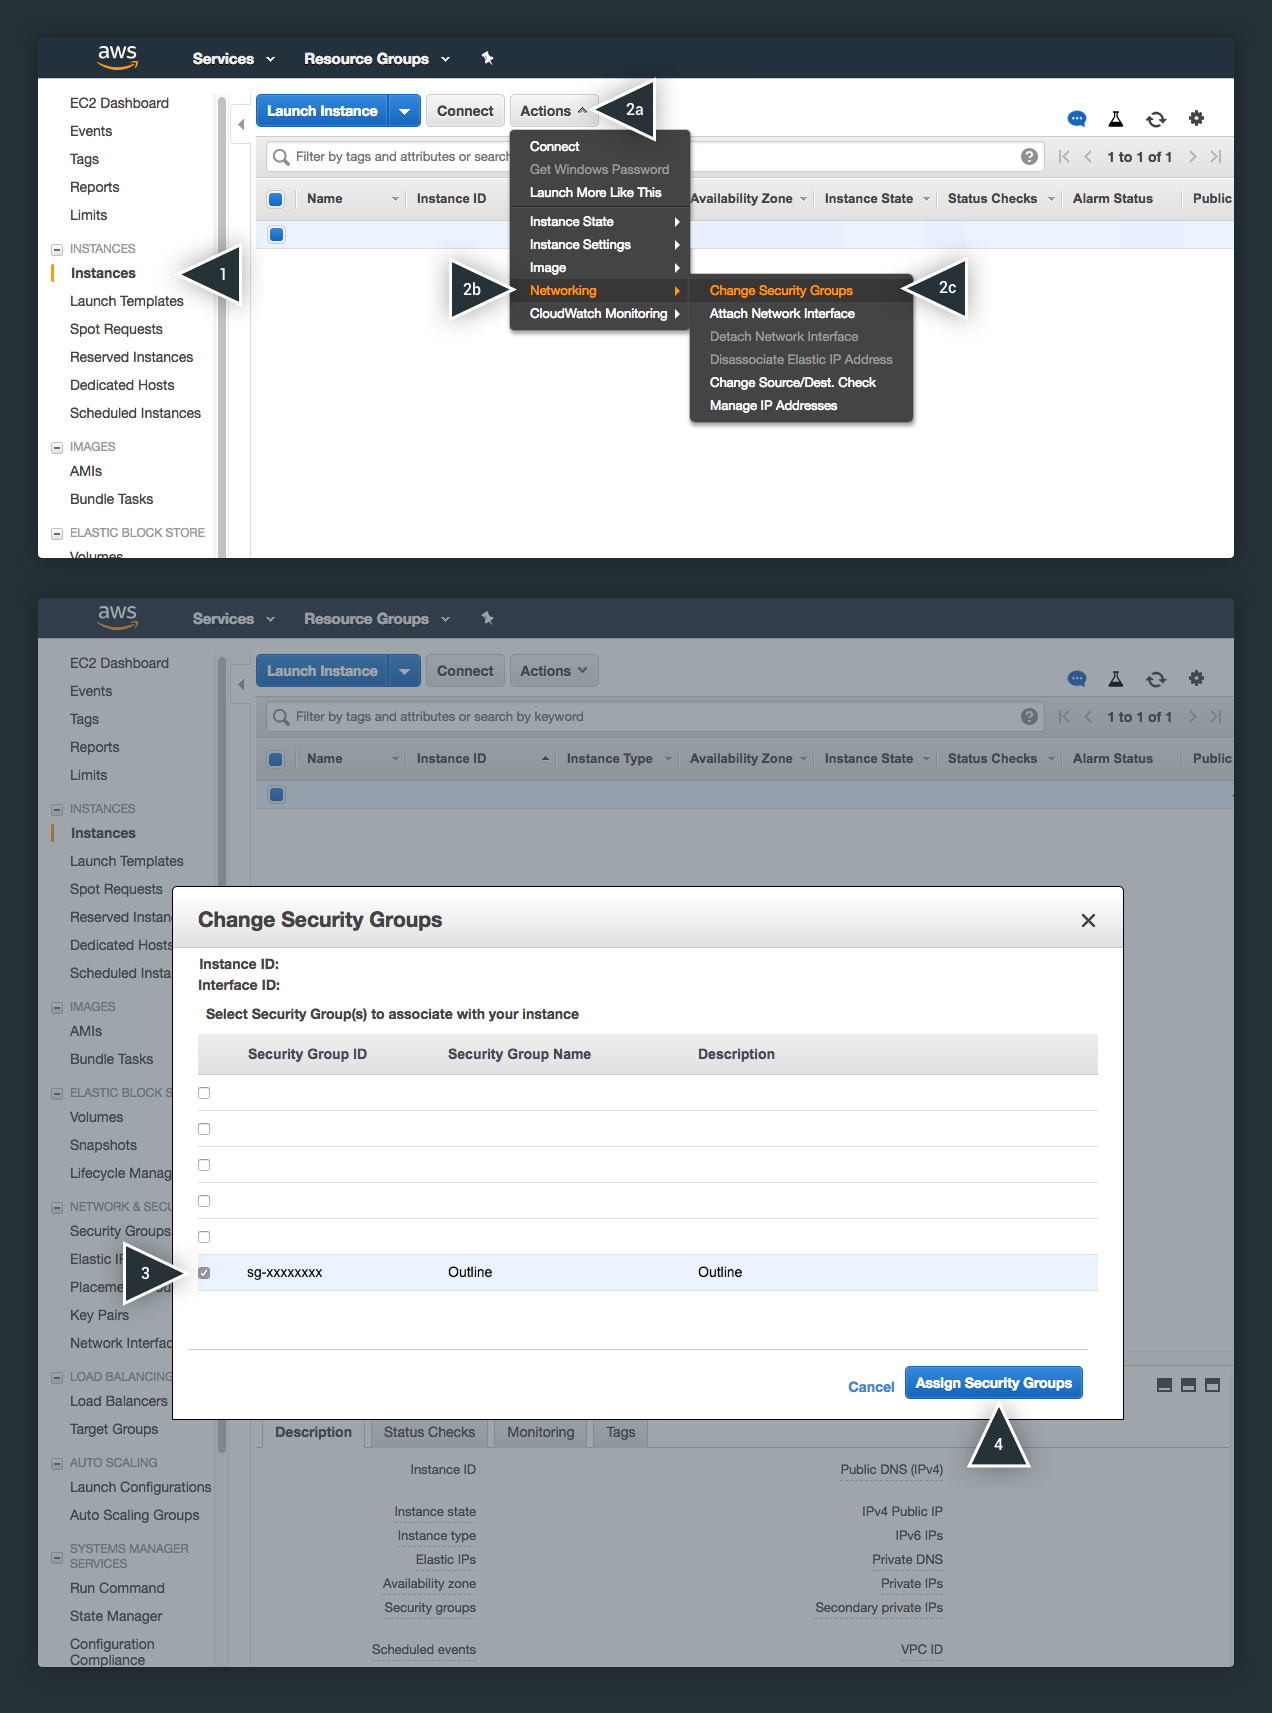 aws Services Resource Groups
EC2 Dashboard
Events
Tags
Reports
Limits
INSTANCES
Instances
Launch Templates
Spot Requests
Reserved Instances
Dedicated Hosts
Scheduled Instances
IMAGES
AMIs
Bundle Tasks
ELASTIC BLOCK STORE
Volumes
1
Launch Instance Connect Actions
2a
Filter by tags and attributes or search
1 to 1 of 1
Name Instance ID Availability Zone Instance State Status Checks Alarm Status Public
Connect
Get Windows Password
Launch More Like This
Instance State
Instance Settings
Image
Networking
CloudWatch Monitoring
2b
Change Security Groups
Attach Network Interface
Detach Network Interface
Disassociate Elastic IP Address
Change Source/Dest. Check
Manage IP Addresses
2c
aws Services Resource Groups
EC2 Dashboard
Events
Tags
Reports
Limits
INSTANCES
Instances
Launch Templates
Spot Requests
Reserved Instan
Dedicated Hosts
Scheduled Insta
IMAGES
AMIs
Bundle Tasks
ELASTIC BLOCK S
Volumes
Snapshots
Lifecycle Manag
NETWORK & SECU
Security Groups
Elastic IP
Placeme ou
Key Pairs
Network Interfac
LOAD BALANCING
Load Balancers
Target Groups
AUTO SCALING
Launch Configurations
Auto Scaling Groups
SYSTEMS MANAGER
SERVICES
Run Command
State Manager
Configuration
Compliance
Launch Instance Connect Actions
Filter by tags and attributes or search by keyword
1 to 1 of 1
Name Instance ID Instance Type Availability Zone Instance State Status Checks Alarm Status Public
Change Security Groups
Instance ID:
Interface ID:
Select Security Group(s) to associate with your instance
Security Group ID Security Group Name Description
3
sg-xxxxxxxx Outline Outline
Cancel Assign Security Groups
4
Description Status Checks Monitoring Tags
Instance ID Public DNS (IPv4)
Instance state IPv4 Public IP
Instance type IPv6 IPs
Elastic IPs Private DNS
Availability zone Private IPs
Security groups Secondary private IPs
Scheduled events VPC ID